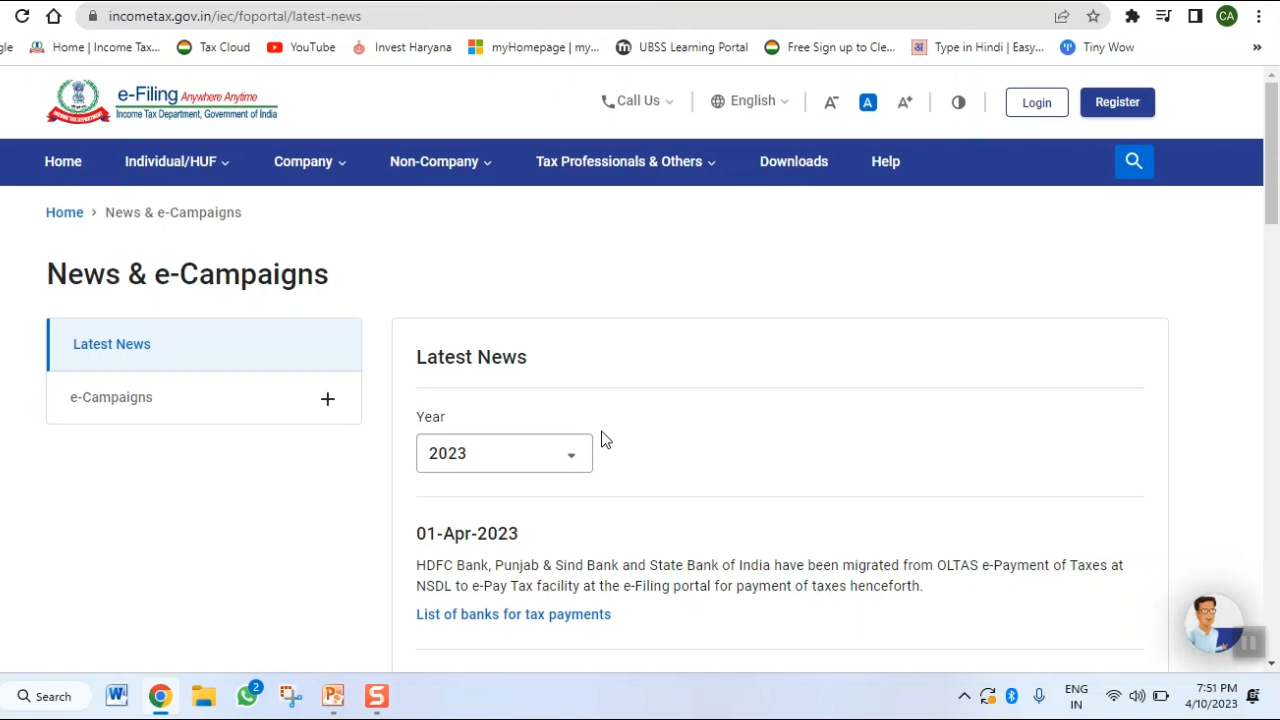 incometax.gov.in/iec/foportal/latest-news
CA
gle
Home | Income Tax...
Tax Cloud
YouTube
Invest Haryana
myHomepage | my...
UBSS Learning Portal
Free Sign up to Cle...
अ
Type in Hindi | Easy...
Tiny Wow
»
e-Filing Anywhere Anytime
Income Tax Department, Government of India
Call Us
English
A-
A
A+
Login
Register
Home
Individual/HUF
Company
Non-Company
Tax Professionals & Others
Downloads
Help
Home > News & e-Campaigns
News & e-Campaigns
Latest News
e-Campaigns +
Latest News
Year
2023
01-Apr-2023
HDFC Bank, Punjab & Sind Bank and State Bank of India have been migrated from OLTAS e-Payment of Taxes at
NSDL to e-Pay Tax facility at the e-Filing portal for payment of taxes henceforth.
List of banks for tax payments
Search
2
ENG
IN
7:51 PM
4/10/2023